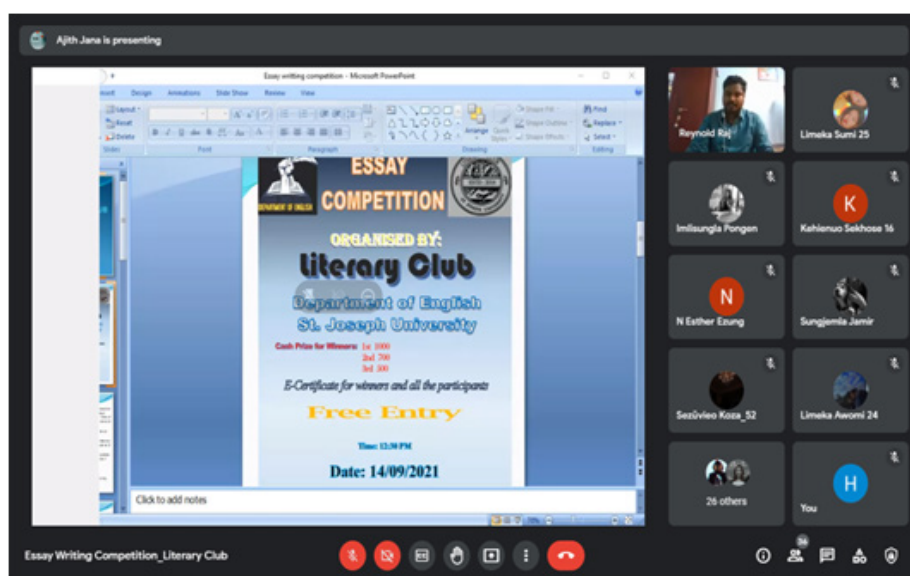 Ajith Jana is presenting
Essay writting competition - Microsoft PowerPoint
Design Animations Slide Show Review View
Layout
Reset
Delete
Slides
Font
Paragraph
Arrange
Quick Styles
Shape Fill
Shape Outline
Shape Effects
Drawing
Find
Replace
Select
Editing
ESSAY
COMPETITION
DEPARTMENT OF ENGLISH
ORGANISED BY:
Literary Club
Department of English
St. Joseph University
Cash Prize for Winners: 1st 1000
2nd 700
3rd 500
E-Certificate for winners and all the participants
Free Entry
Time: 12:30 PM
Date: 14/09/2021
Click to add notes
70%
Reynold Raj
Limeka Sumi 25
Imlisungla Pongen
K
Kehienuo Sekhose 16
N
N Esther Ezung
Sungjemla Jamir
Sezüvieo Koza_52
Limeka Awomi 24
26 others
H
You
Essay Writing Competition_Literary Club
36